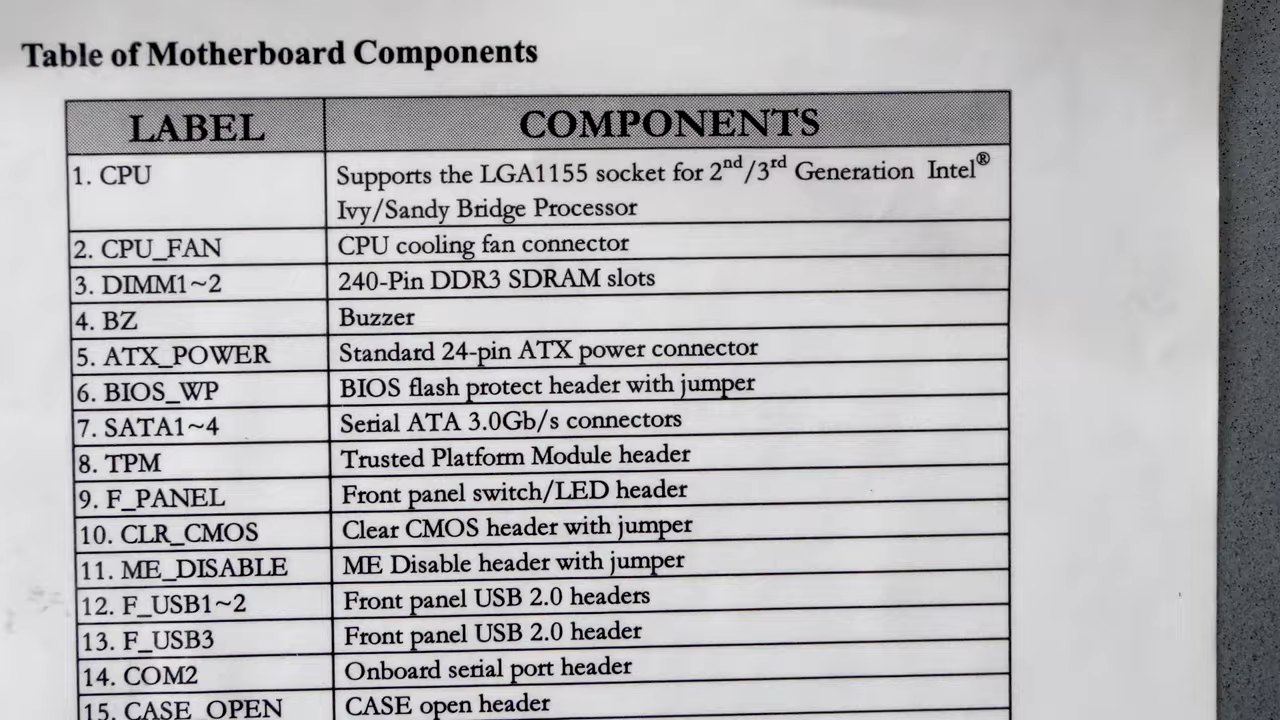 Table of Motherboard Components
LABEL COMPONENTS
1. CPU Supports the LGA1155 socket for 2nd/3rd Generation Intel®
Ivy/Sandy Bridge Processor
2. CPU_FAN CPU cooling fan connector
3. DIMM1~2 240-Pin DDR3 SDRAM slots
4. BZ Buzzer
5. ATX_POWER Standard 24-pin ATX power connector
6. BIOS_WP BIOS flash protect header with jumper
7. SATA1~4 Serial ATA 3.0Gb/s connectors
8. TPM Trusted Platform Module header
9. F_PANEL Front panel switch/LED header
10. CLR_CMOS Clear CMOS header with jumper
11. ME_DISABLE ME Disable header with jumper
12. F_USB1~2 Front panel USB 2.0 headers
13. F_USB3 Front panel USB 2.0 header
14. COM2 Onboard serial port header
15. CASE_OPEN CASE open header